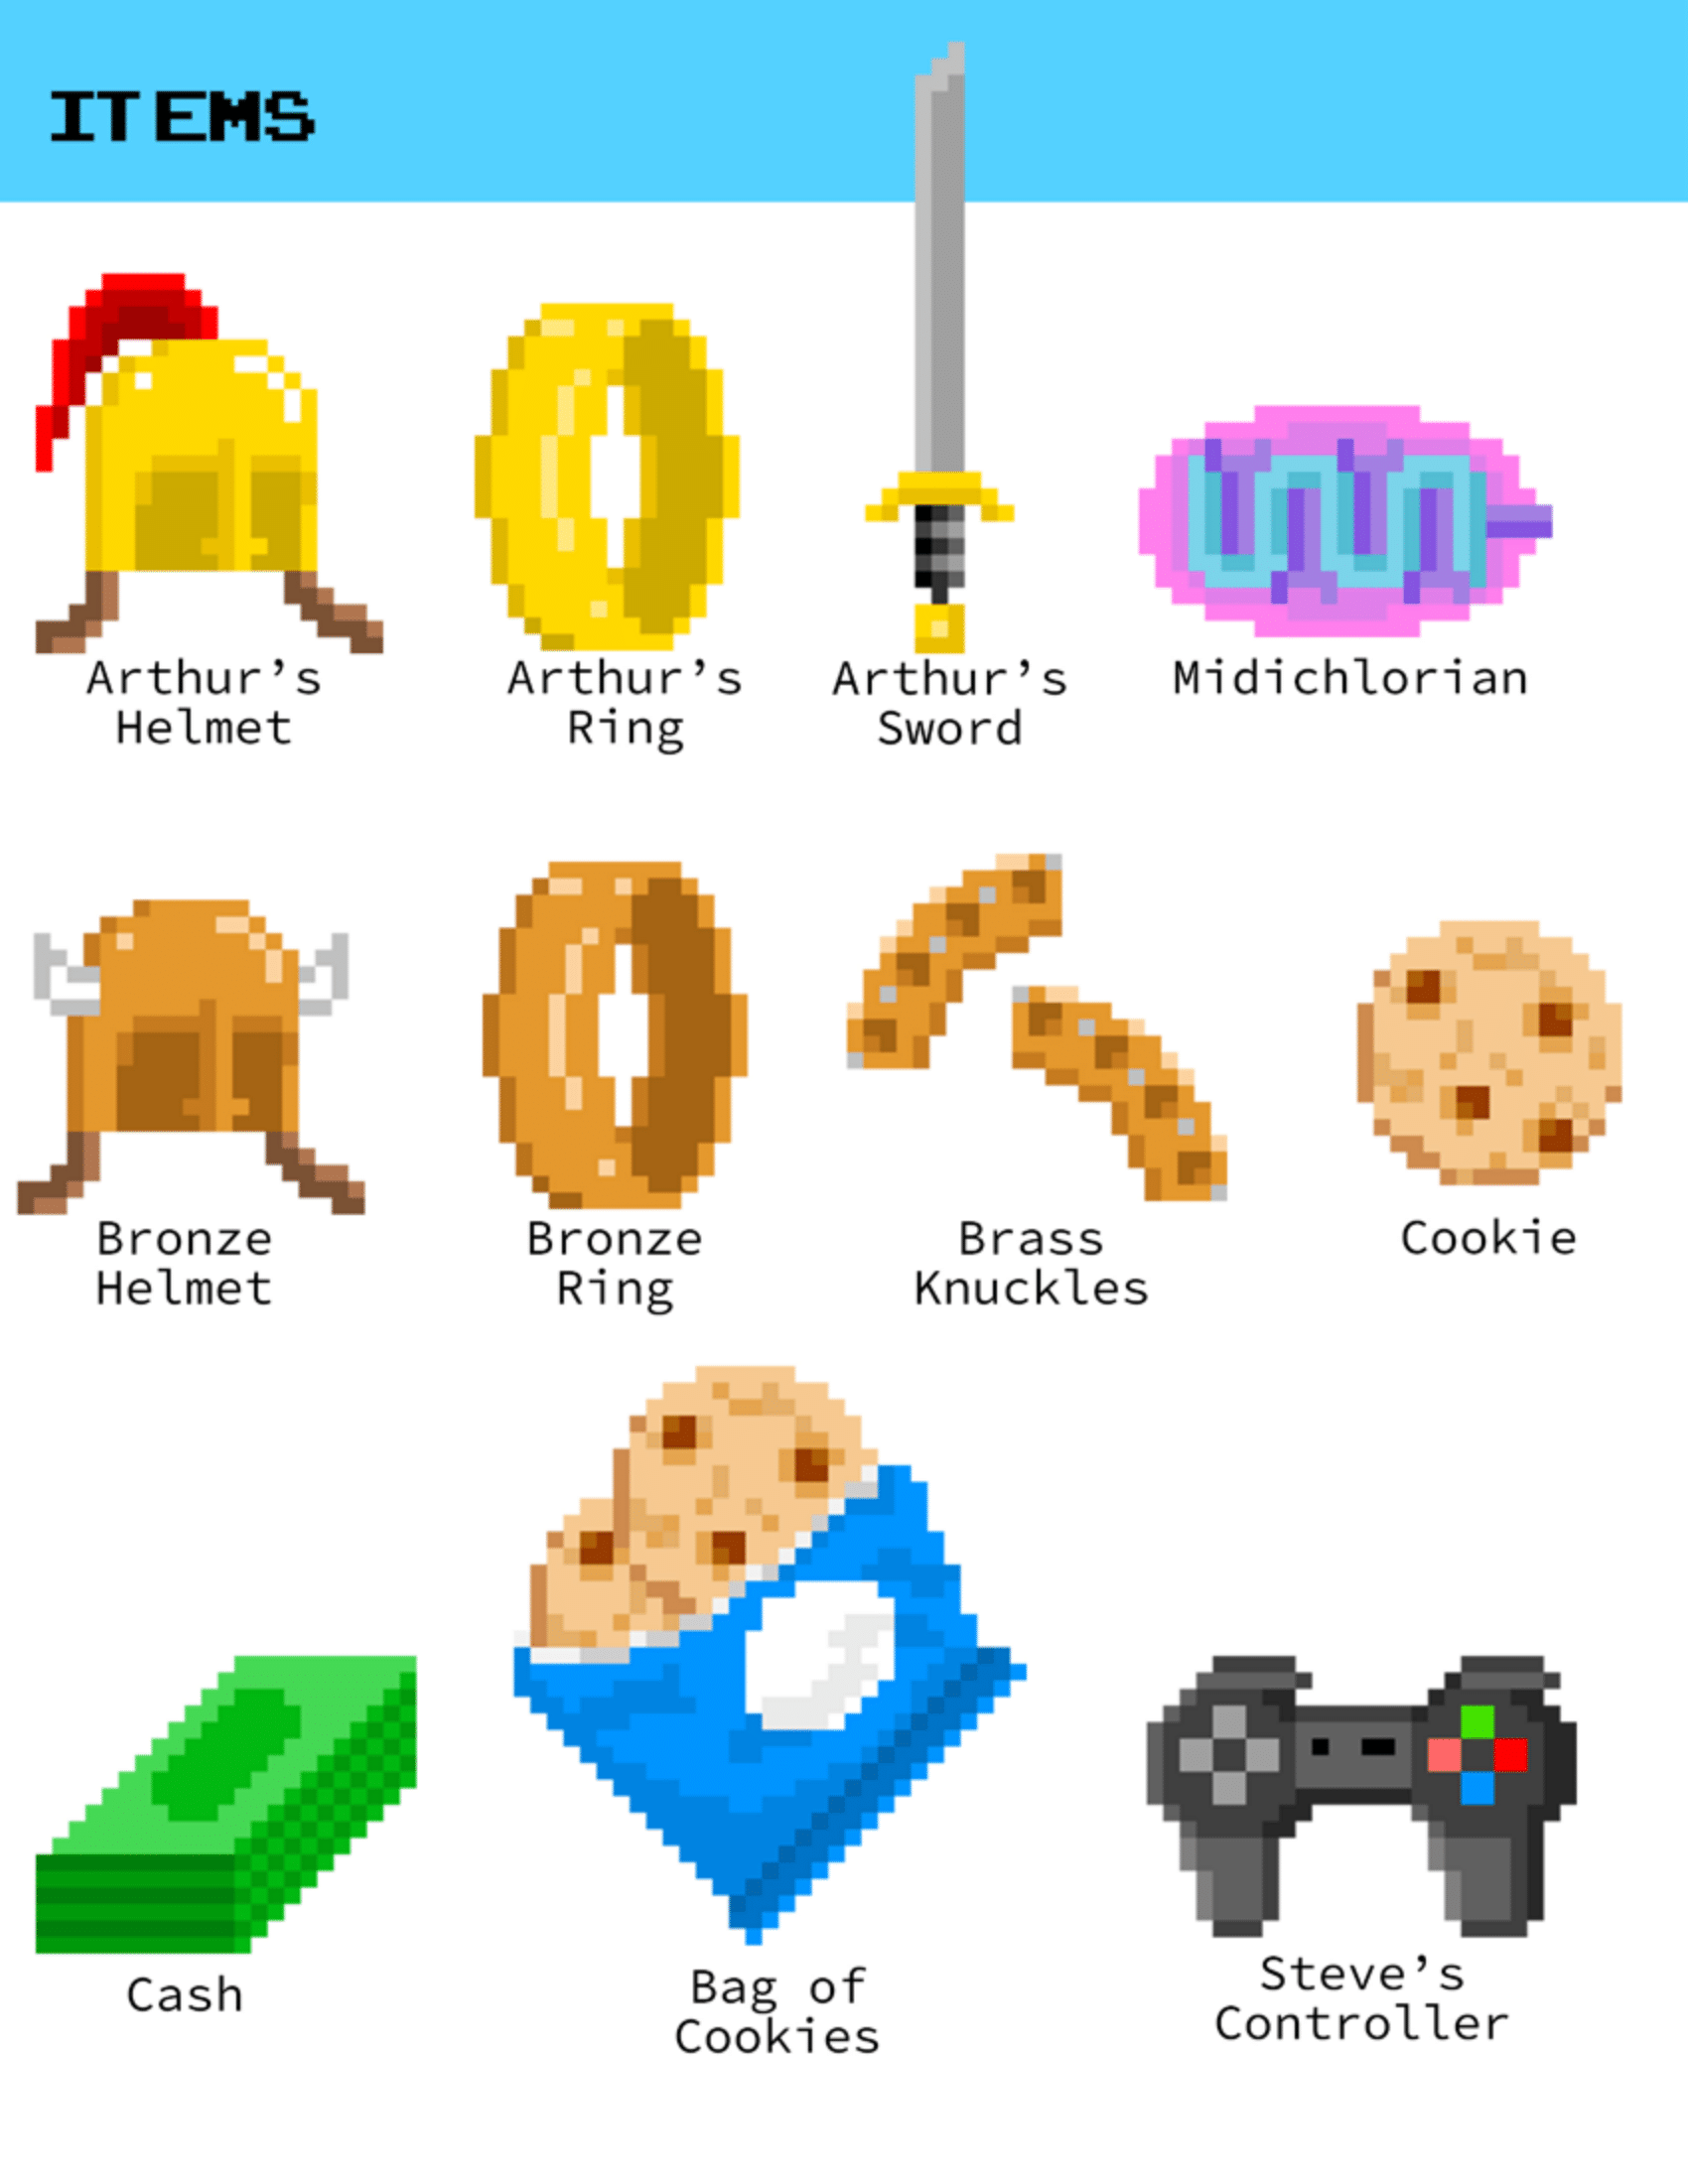 ITEMS
Arthur’s
Helmet
Arthur’s
Ring
Arthur’s
Sword
Midichlorian
Bronze
Helmet
Bronze
Ring
Brass
Knuckles
Cookie
Cash
Bag of
Cookies
Steve’s
Controller